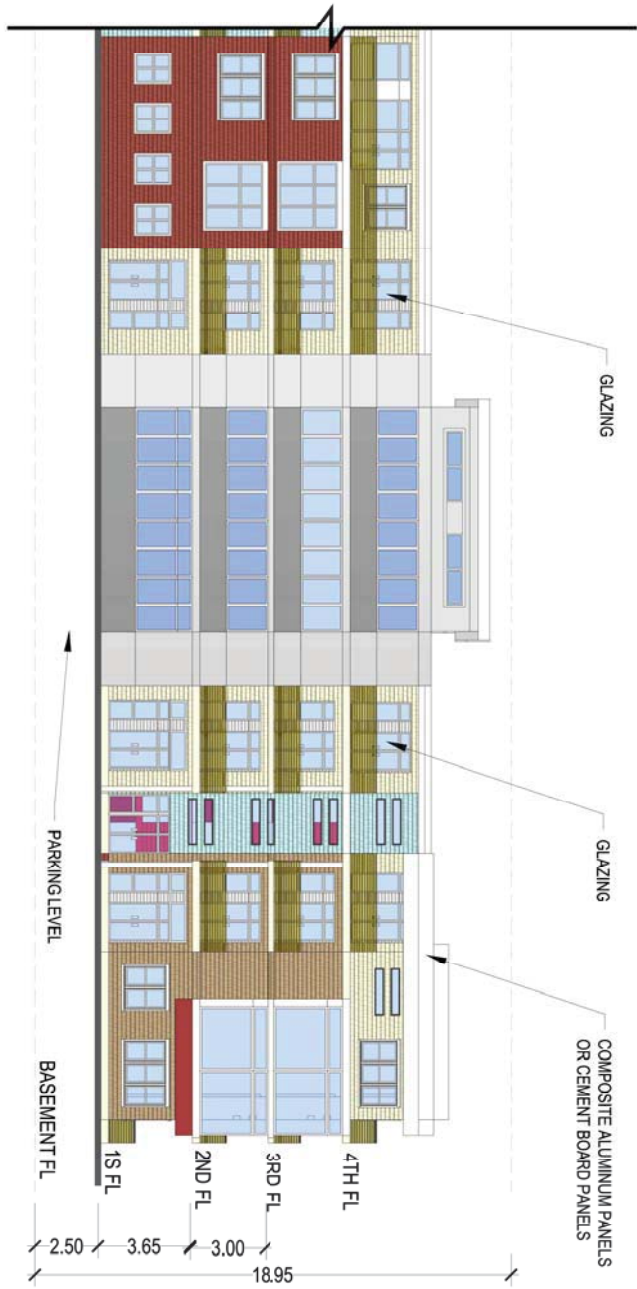 GLAZING
GLAZING
COMPOSITE ALUMINUM PANELS
OR CEMENT BOARD PANELS
4TH FL
3RD FL
2ND FL
1S FL
BASEMENT FL
PARKING LEVEL
3.00
3.65
2.50
18.95